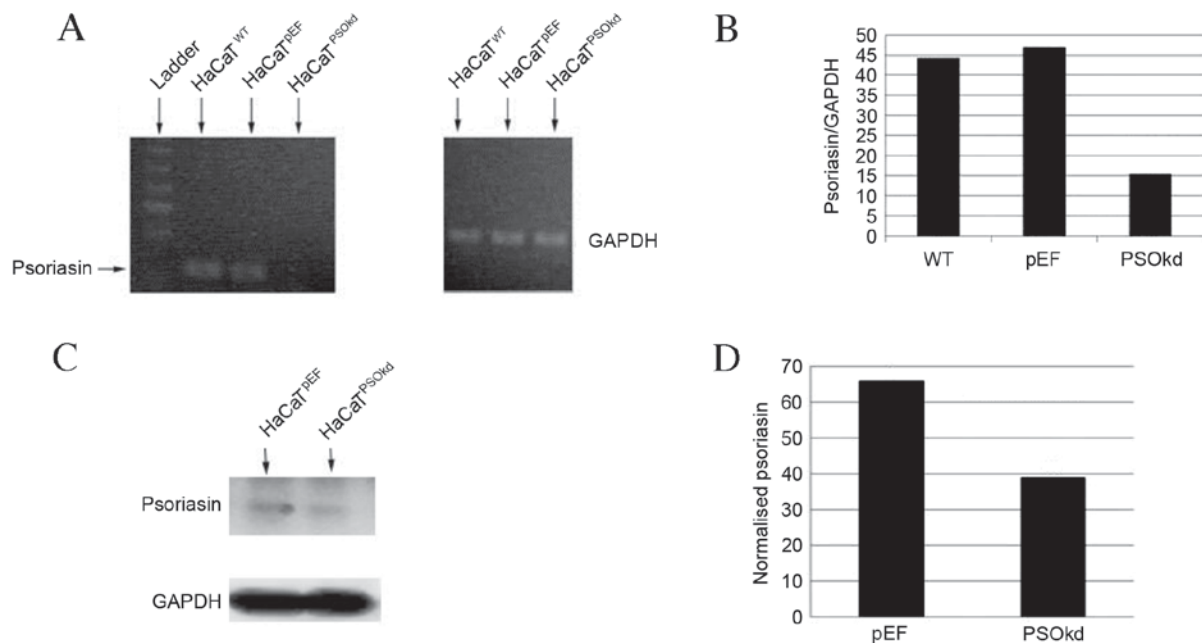 A
Ladder
HaCaT^WT
HaCaT^pEF
HaCaT^PSOkd
Psoriasin
HaCaT^WT
HaCaT^pEF
HaCaT^PSOkd
GAPDH
B
Psoriasin/GAPDH
50
45
40
35
30
25
20
15
10
5
0
WT pEF PSOkd
C
HaCaT^pEF
HaCaT^PSOkd
Psoriasin
GAPDH
D
Normalised psoriasin
70
60
50
40
30
20
10
0
pEF PSOkd